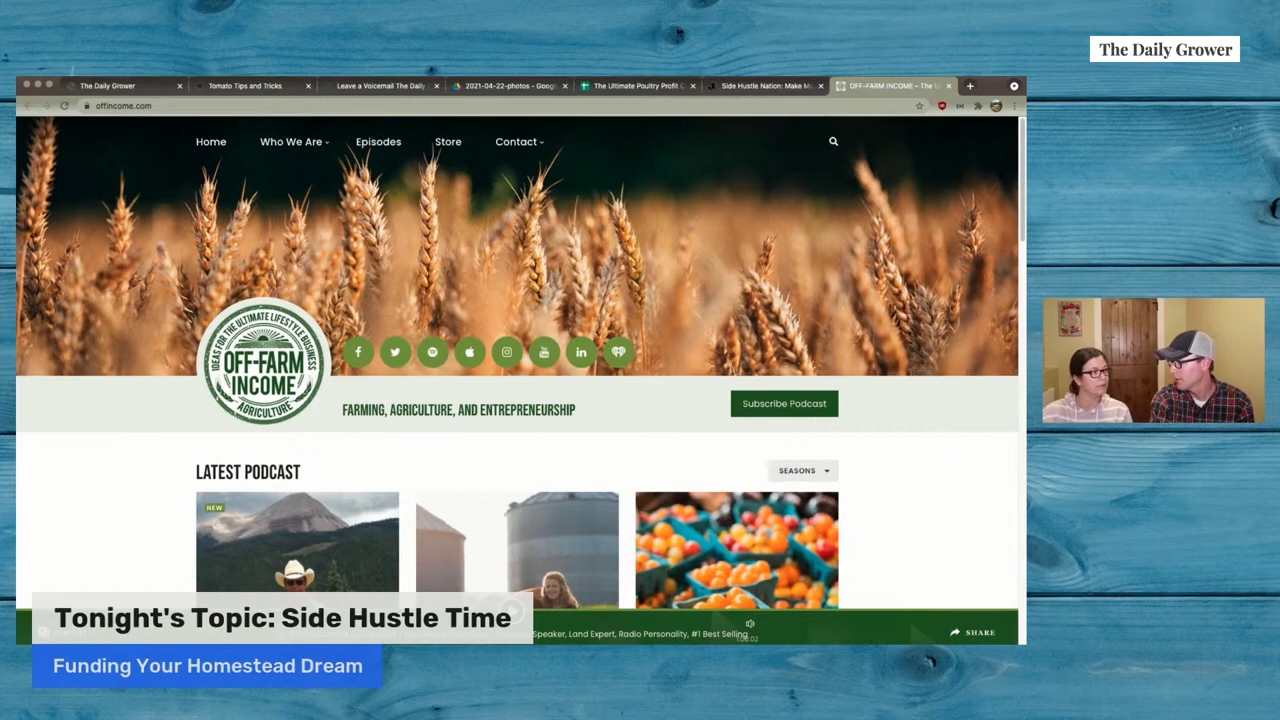 The Daily Grower
The Daily Grower
Tomato Tips and Tricks
Leave a Voicemail The Daily
2021-04-22-photos - Goog
The Ultimate Poultry Profit C
Side Hustle Nation: Make M
OFF-FARM INCOME – The U
offincome.com
Home
Who We Are
Episodes
Store
Contact
IDEAS FOR THE ULTIMATE LIFESTYLE BUSINESS
OFF-FARM
INCOME
AGRICULTURE
FARMING, AGRICULTURE, AND ENTREPRENEURSHIP
Subscribe Podcast
LATEST PODCAST
SEASONS
NEW
Tonight's Topic: Side Hustle Time
Speaker, Land Expert, Radio Personality, #1 Best Selling
SHARE
Funding Your Homestead Dream